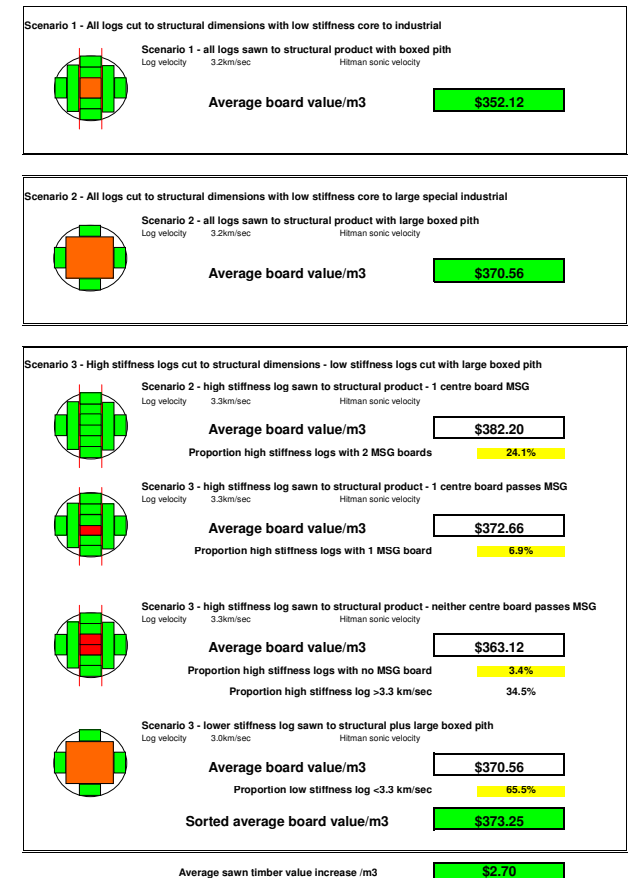 Scenario 1 - All logs cut to structural dimensions with low stiffness core to industrial
Scenario 1 - all logs sawn to structural product with boxed pith
Log velocity 3.2km/sec Hitman sonic velocity
Average board value/m3 $352.12
Scenario 2 - All logs cut to structural dimensions with low stiffness core to large special industrial
Scenario 2 - all logs sawn to structural product with large boxed pith
Log velocity 3.2km/sec Hitman sonic velocity
Average board value/m3 $370.56
Scenario 3 - High stiffness logs cut to structural dimensions - low stiffness logs cut with large boxed pith
Scenario 2 - high stiffness log sawn to structural product - 1 centre board MSG
Log velocity 3.3km/sec Hitman sonic velocity
Average board value/m3 $382.20
Proportion high stiffness logs with 2 MSG boards 24.1%
Scenario 3 - high stiffness log sawn to structural product - 1 centre board passes MSG
Log velocity 3.3km/sec Hitman sonic velocity
Average board value/m3 $372.66
Proportion high stiffness logs with 1 MSG board 6.9%
Scenario 3 - high stiffness log sawn to structural product - neither centre board passes MSG
Log velocity 3.3km/sec Hitman sonic velocity
Average board value/m3 $363.12
Proportion high stiffness logs with no MSG board 3.4%
Proportion high stiffness log >3.3 km/sec 34.5%
Scenario 3 - lower stiffness log sawn to structural plus large boxed pith
Log velocity 3.0km/sec Hitman sonic velocity
Average board value/m3 $370.56
Proportion low stiffness log <3.3 km/sec 65.5%
Sorted average board value/m3 $373.25
Average sawn timber value increase /m3 $2.70